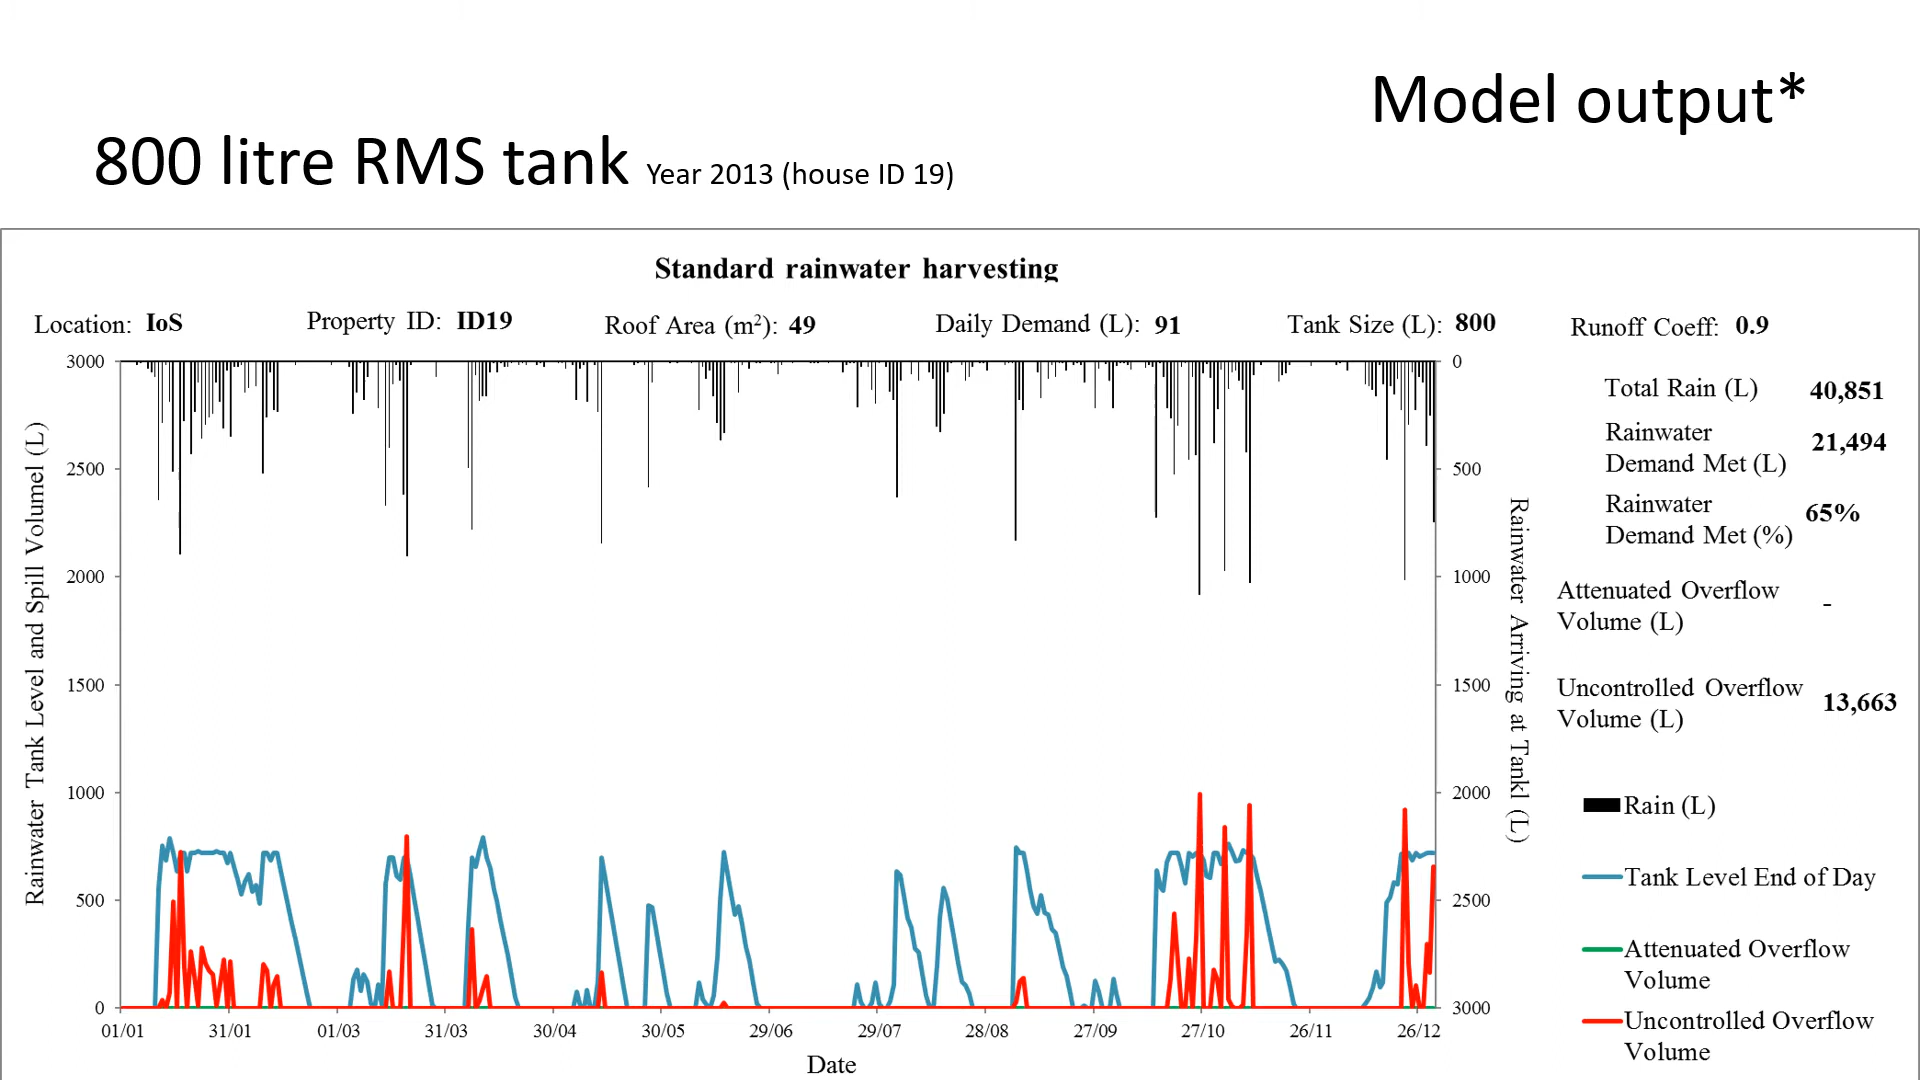 Model output*
800 litre RMS tank Year 2013 (house ID 19)
Standard rainwater harvesting
Location: IoS Property ID: ID19 Roof Area (m²): 49 Daily Demand (L): 91 Tank Size (L): 800 Runoff Coeff: 0.9
Rainwater Tank Level and Spill Volumel (L)
3000
2500
2000
1500
1000
500
0
0
500
1000
1500
2000
2500
3000
Rainwater Arriving at Tankl (L)
01/01 31/01 01/03 31/03 30/04 30/05 29/06 29/07 28/08 27/09 27/10 26/11 26/12
Date
Total Rain (L) 40,851
Rainwater
Demand Met (L) 21,494
Rainwater
Demand Met (%) 65%
Attenuated Overflow
Volume (L) -
Uncontrolled Overflow
Volume (L) 13,663
Rain (L)
Tank Level End of Day
Attenuated Overflow
Volume
Uncontrolled Overflow
Volume